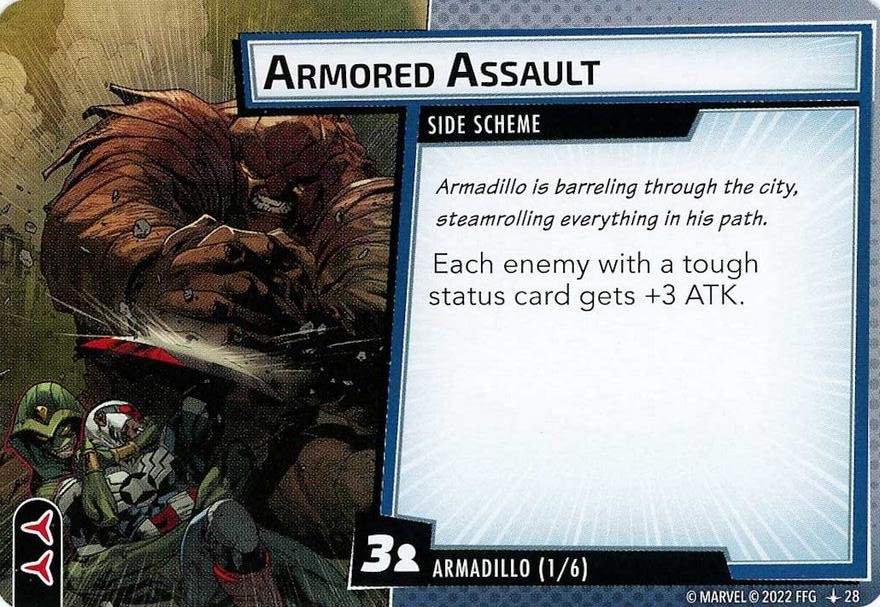 ARMORED ASSAULT
SIDE SCHEME
Armadillo is barreling through the city,
steamrolling everything in his path.
Each enemy with a tough
status card gets +3 ATK.
3
ARMADILLO (1/6)
© MARVEL © 2022 FFG 28